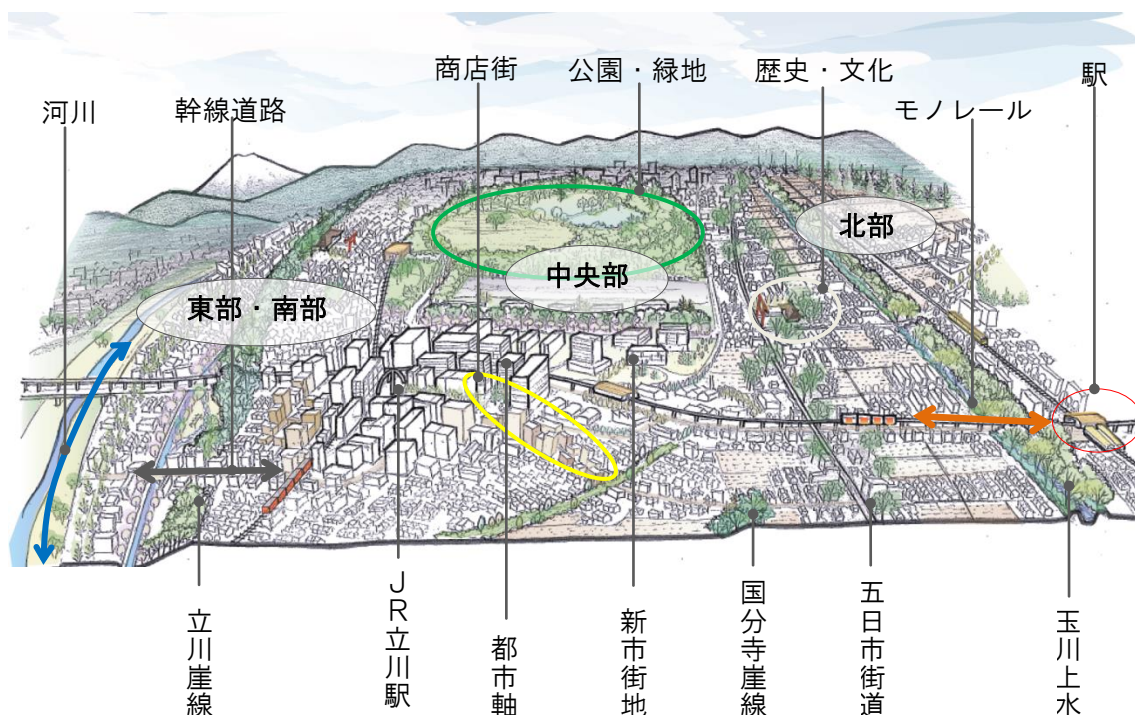 河川
幹線道路
商店街
公園・緑地
歴史・文化
モノレール
駅
北部
中央部
東部・南部
立川崖線
JR立川駅
都市軸
新市街地
国分寺崖線
五日市街道
玉川上水